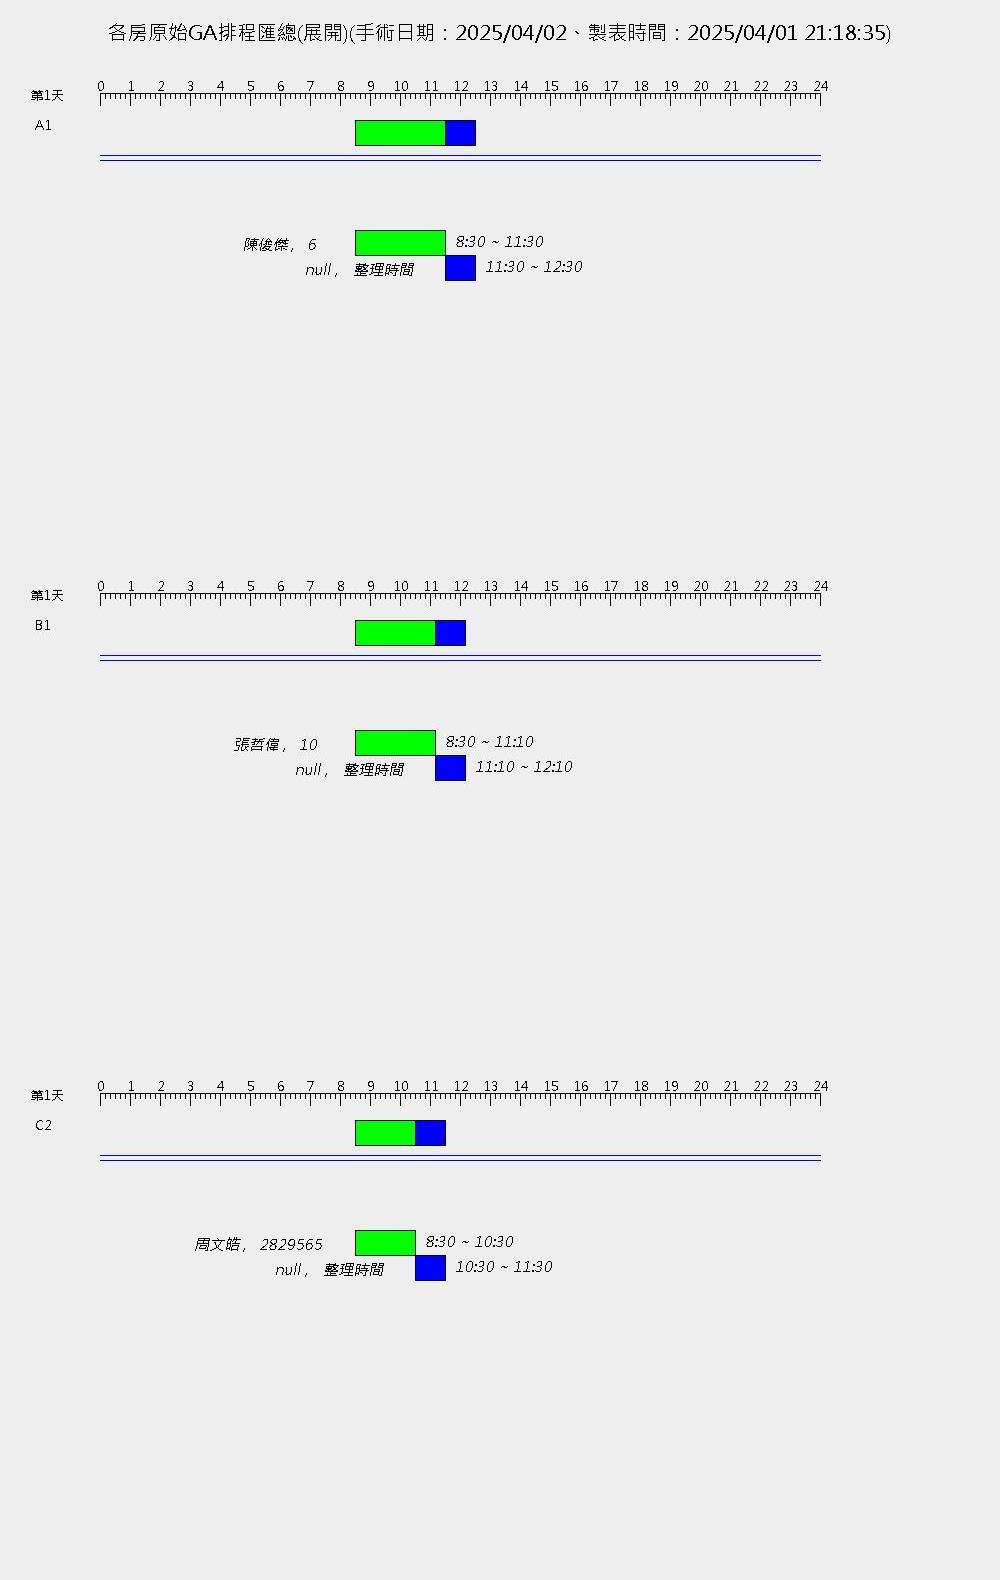 各房原始GA排程匯總(展開)(手術日期：2025/04/02、製表時間：2025/04/01 21:18:35)
0 1 2 3 4 5 6 7 8 9 10 11 12 13 14 15 16 17 18 19 20 21 22 23 24
第1天
A1
陳俊傑， 6 8:30 ~ 11:30
null， 整理時間 11:30 ~ 12:30
0 1 2 3 4 5 6 7 8 9 10 11 12 13 14 15 16 17 18 19 20 21 22 23 24
第1天
B1
張哲偉， 10 8:30 ~ 11:10
null， 整理時間 11:10 ~ 12:10
0 1 2 3 4 5 6 7 8 9 10 11 12 13 14 15 16 17 18 19 20 21 22 23 24
第1天
C2
周文皓， 2829565 8:30 ~ 10:30
null， 整理時間 10:30 ~ 11:30